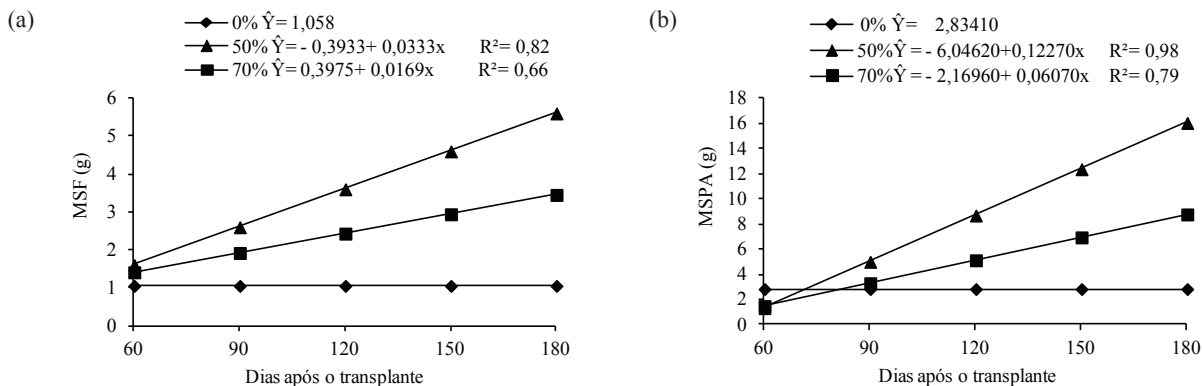 (a)
0% Ŷ= 1,058
50% Ŷ= - 0,3933+ 0,0333x R²= 0,82
70% Ŷ= 0,3975+ 0,0169x R²= 0,66
MSF (g)
6
5
4
3
2
1
0
60 90 120 150 180
Dias após o transplante
(b)
0% Ŷ= 2,83410
50% Ŷ= - 6,04620+0,12270x R²= 0,98
70%Ŷ= - 2,16960+ 0,06070x R²= 0,79
MSPA (g)
18
16
14
12
10
8
6
4
2
0
60 90 120 150 180
Dias após o transplante